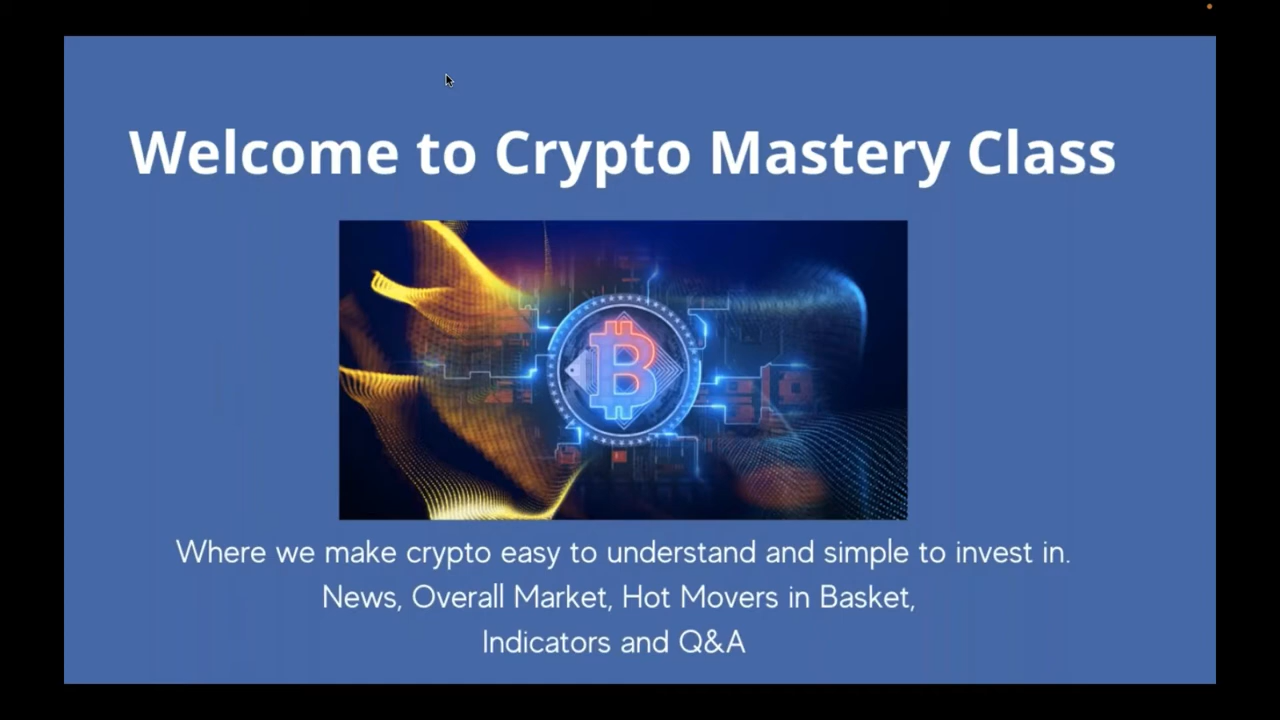 Welcome to Crypto Mastery Class
Where we make crypto easy to understand and simple to invest in.
News, Overall Market, Hot Movers in Basket,
Indicators and Q&A